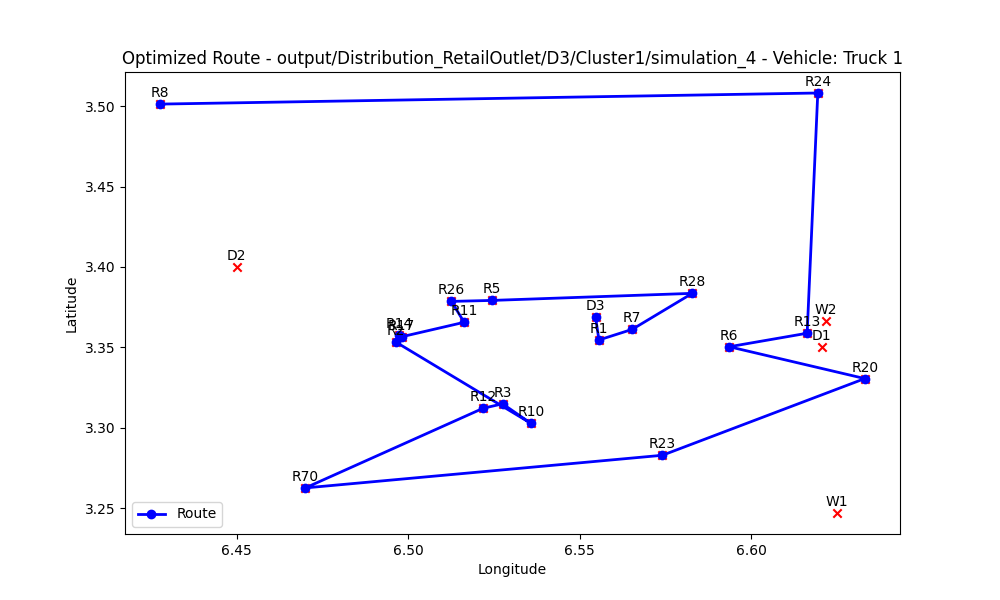 Optimized Route - output/Distribution_RetailOutlet/D3/Cluster1/simulation_4 - Vehicle: Truck 1
R8
R24
3.50
3.45
D2
3.40
R26
R5
R28
R11
D3
R14
R17
R1
R7
W2
R13
R6
D1
3.35
R20
R12
R3
R10
3.30
R23
R70
3.25
W1
Route
6.45
6.50
6.55
6.60
Longitude
Latitude